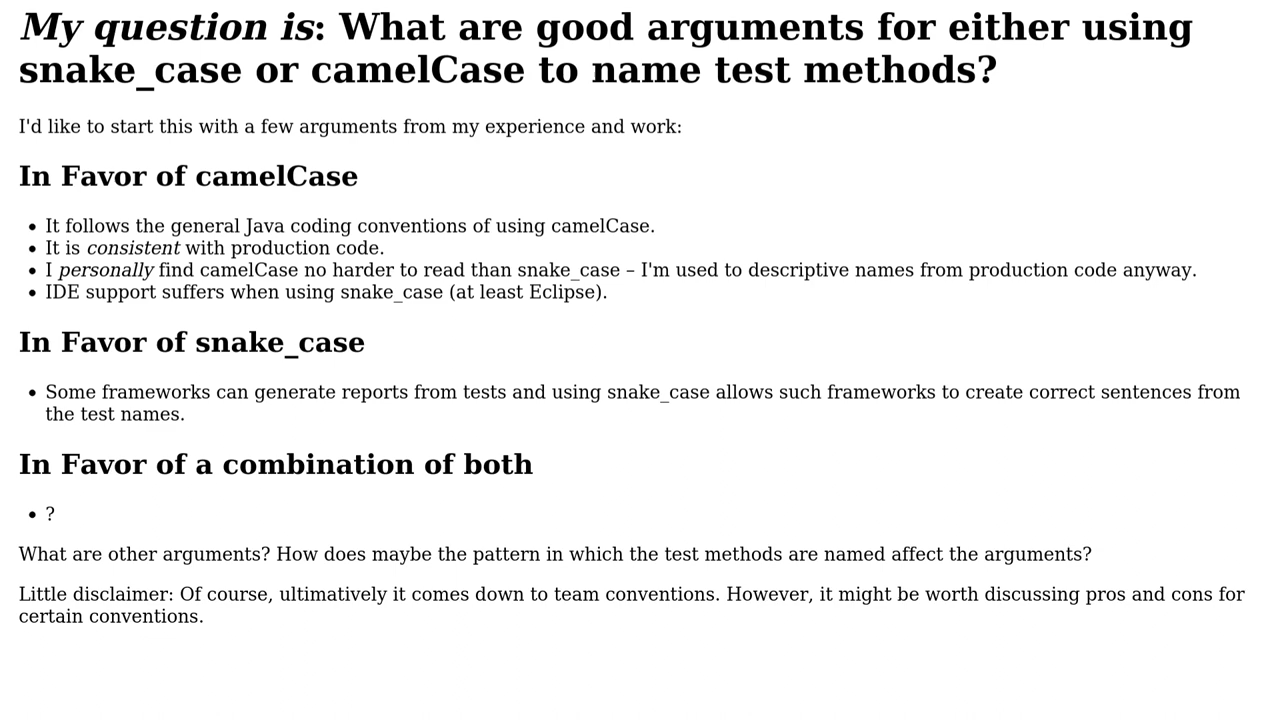 My question is: What are good arguments for either using
snake_case or camelCase to name test methods?
I'd like to start this with a few arguments from my experience and work:
In Favor of camelCase
• It follows the general Java coding conventions of using camelCase.
• It is consistent with production code.
• I personally find camelCase no harder to read than snake_case – I'm used to descriptive names from production code anyway.
• IDE support suffers when using snake_case (at least Eclipse).
In Favor of snake_case
• Some frameworks can generate reports from tests and using snake_case allows such frameworks to create correct sentences from
the test names.
In Favor of a combination of both
• ?
What are other arguments? How does maybe the pattern in which the test methods are named affect the arguments?
Little disclaimer: Of course, ultimatively it comes down to team conventions. However, it might be worth discussing pros and cons for
certain conventions.